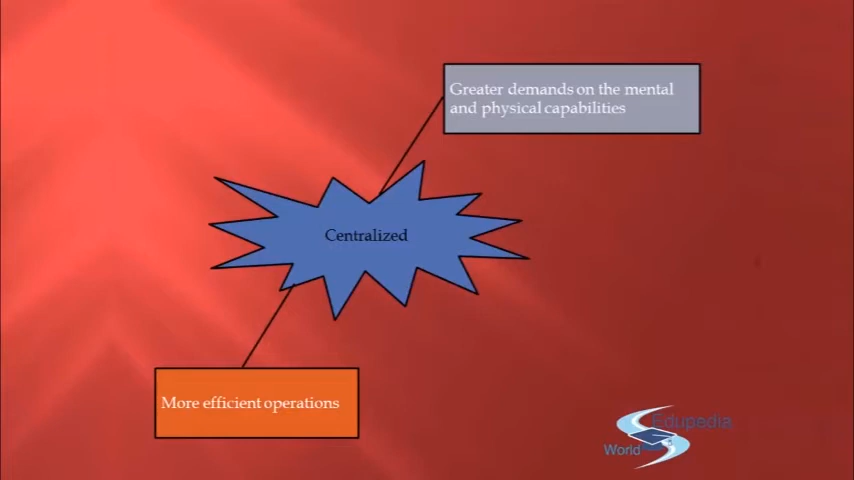 Greater demands on the mental
and physical capabilities
Centralized
More efficient operations
Edupedia
World